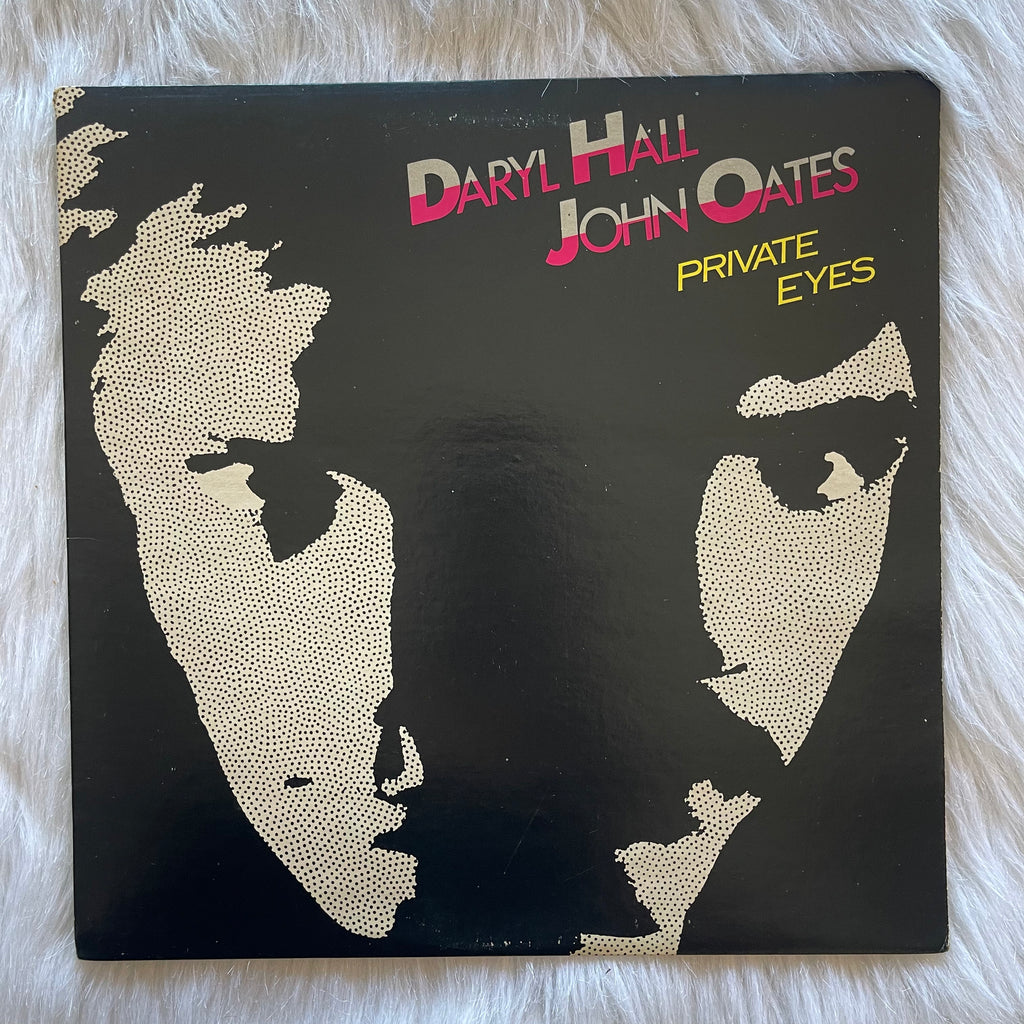 DARYL HALL
JOHN OATES
PRIVATE
EYES